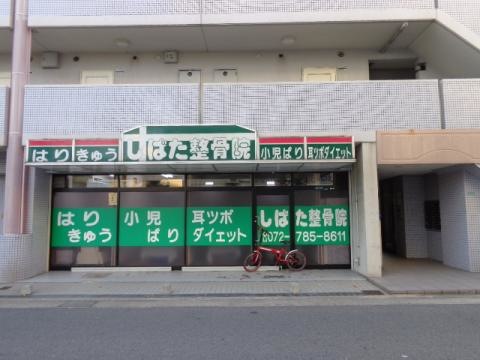 はり
きゅう
しばた整骨院
小児ばり
耳ツボダイエット
はり
きゅう
小児
ばり
耳ツボ
ダイエット
しばた整骨院
072-785-8611